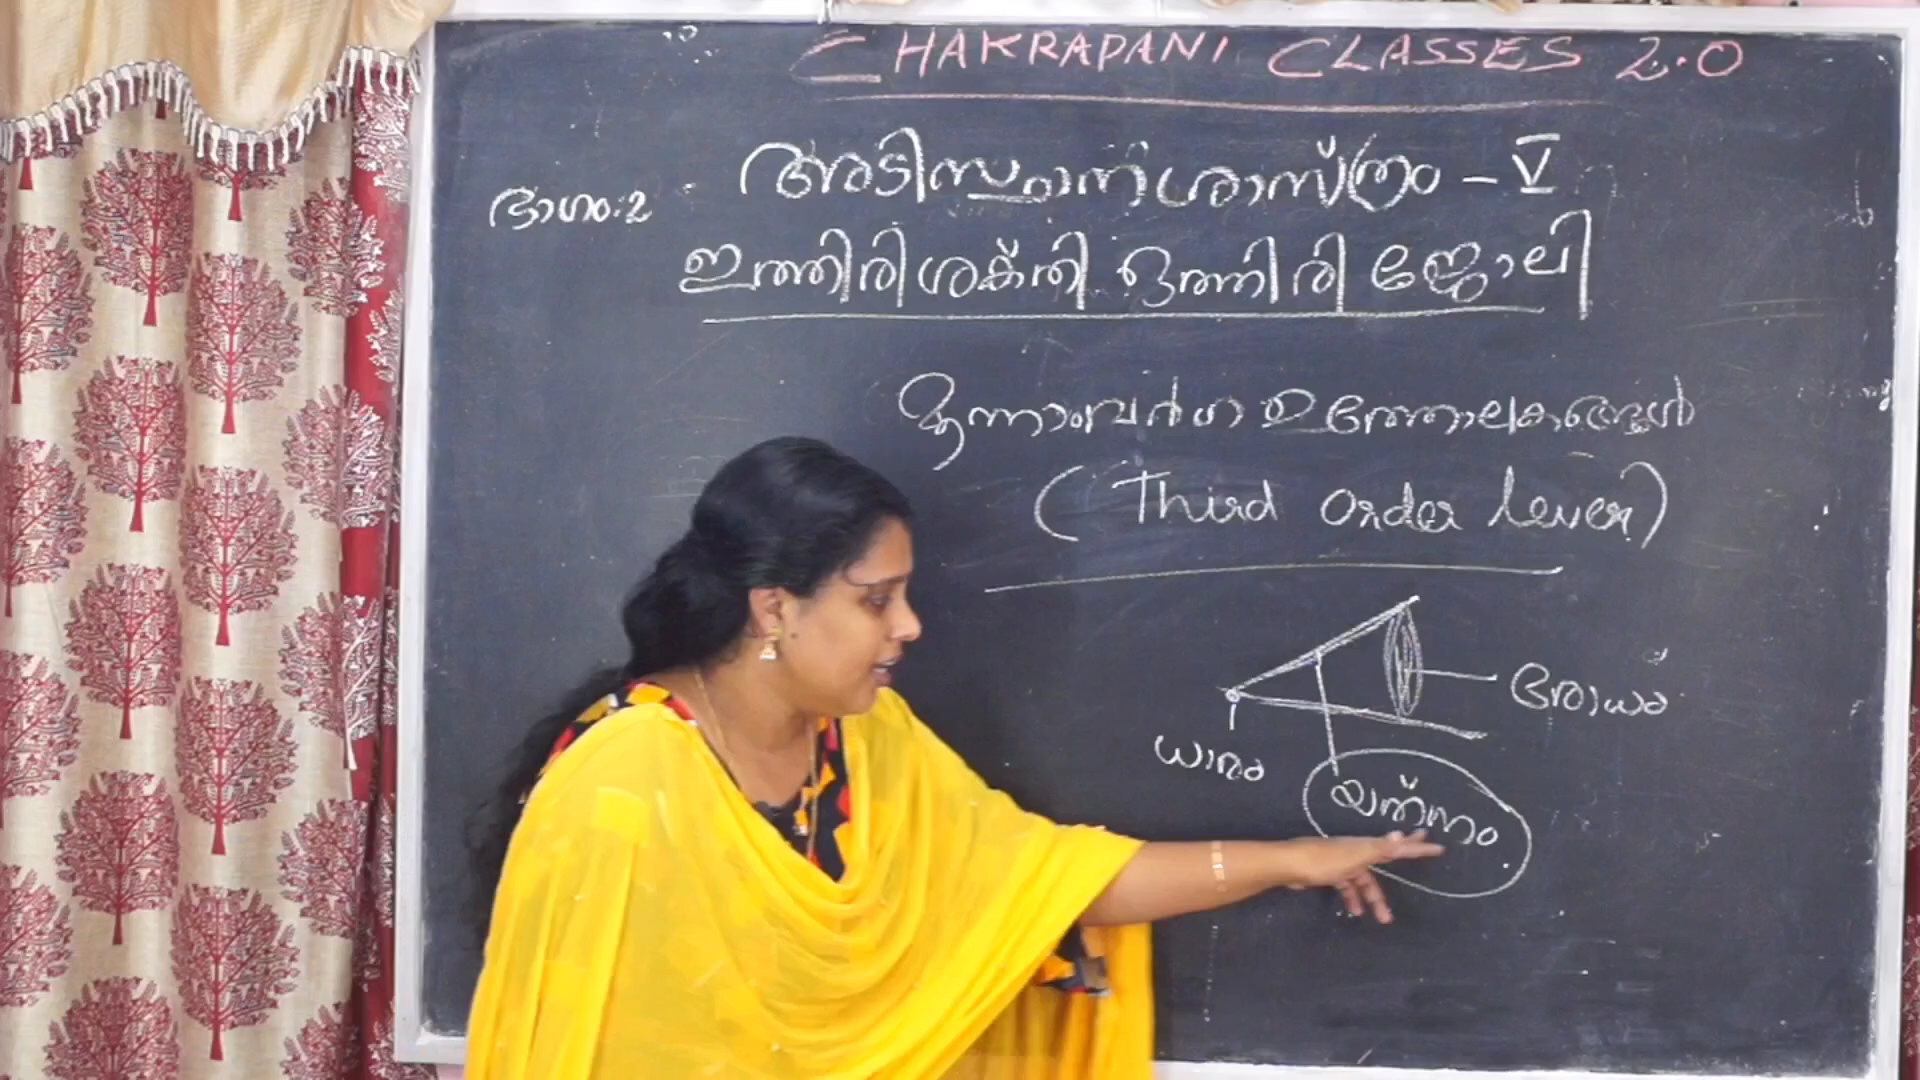 CHAKRAPANI CLASSES 2.0
ഭാഗം:2
അടിസ്ഥാനശാസ്ത്രം - V
ഇത്തിരിശക്തി ഒത്തിരി ജോലി
മൂന്നാംവർഗ ഉത്തോലകങ്ങൾ
(Third Order lever)
രോധം
ധാരം
യത്നം